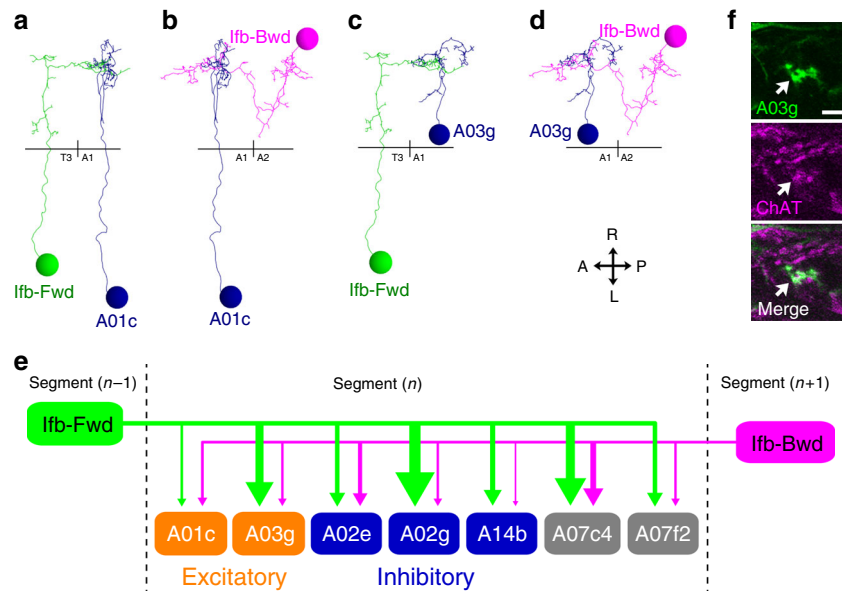 a
b
c
d
f
Ifb-Bwd
Ifb-Bwd
A03g
A03g
A03g
T3 A1
A1 A2
T3 A1
A1 A2
ChAT
R
A P
L
Ifb-Fwd
A01c
A01c
Ifb-Fwd
Merge
e
Segment (n–1)
Segment (n)
Segment (n+1)
Ifb-Fwd
Ifb-Bwd
A01c
A03g
A02e
A02g
A14b
A07c4
A07f2
Excitatory
Inhibitory